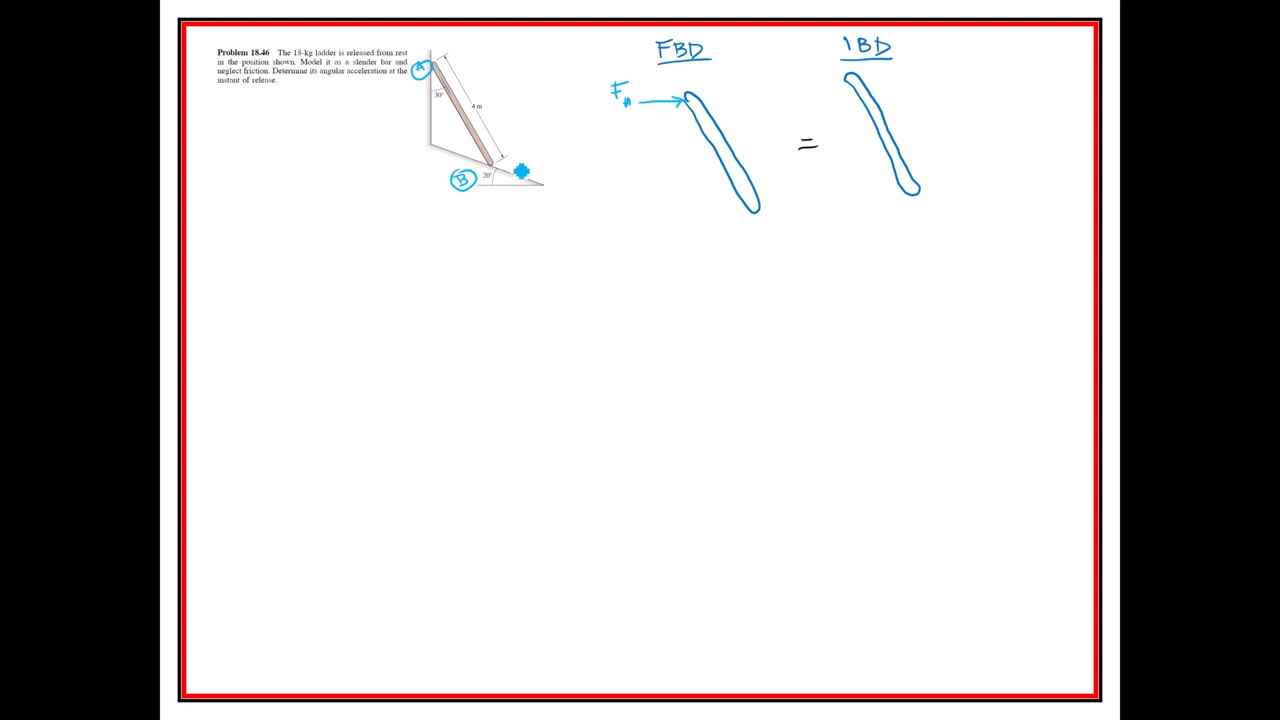 Problem 18.46 The 18-kg ladder is released from rest
in the position shown. Model it as a slender bar and
neglect friction. Determine its angular acceleration at the
instant of release.
A
30°
4 m
B
20°
FBD
IBD
F_A
=